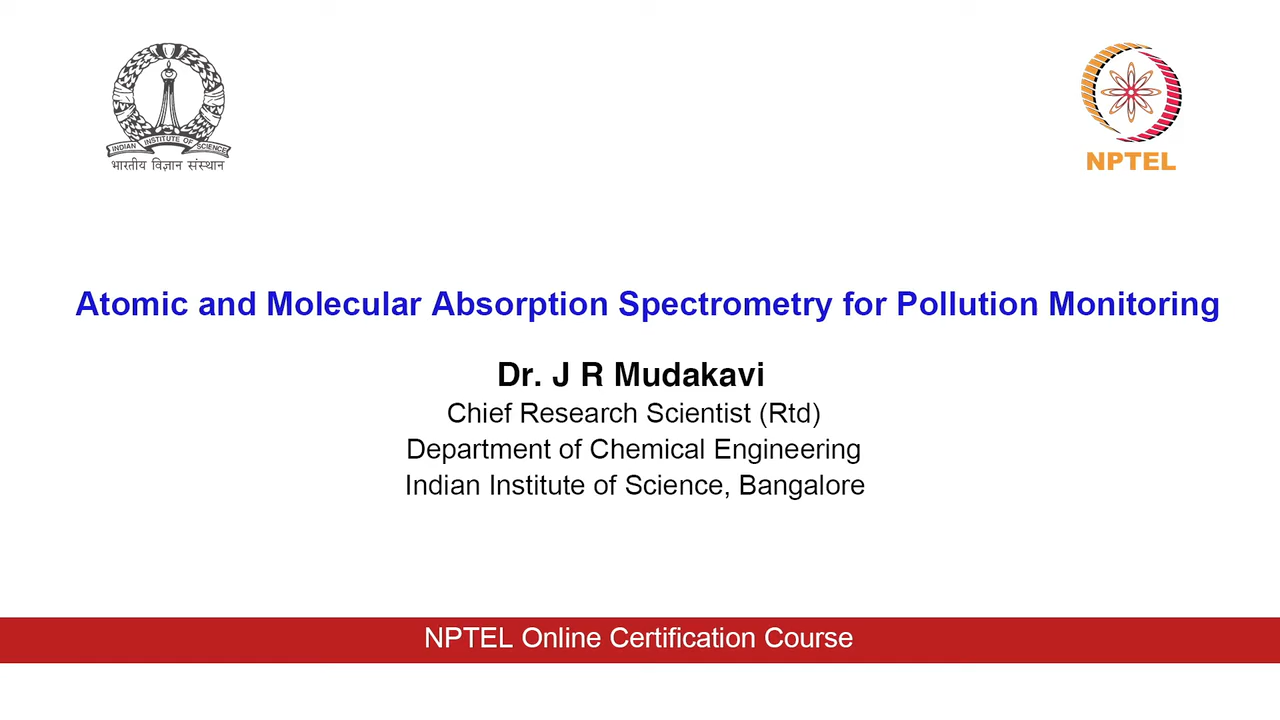 INDIAN INSTITUTE OF SCIENCE
भारतीय विज्ञान संस्थान
NPTEL
Atomic and Molecular Absorption Spectrometry for Pollution Monitoring
Dr. J R Mudakavi
Chief Research Scientist (Rtd)
Department of Chemical Engineering
Indian Institute of Science, Bangalore
NPTEL Online Certification Course